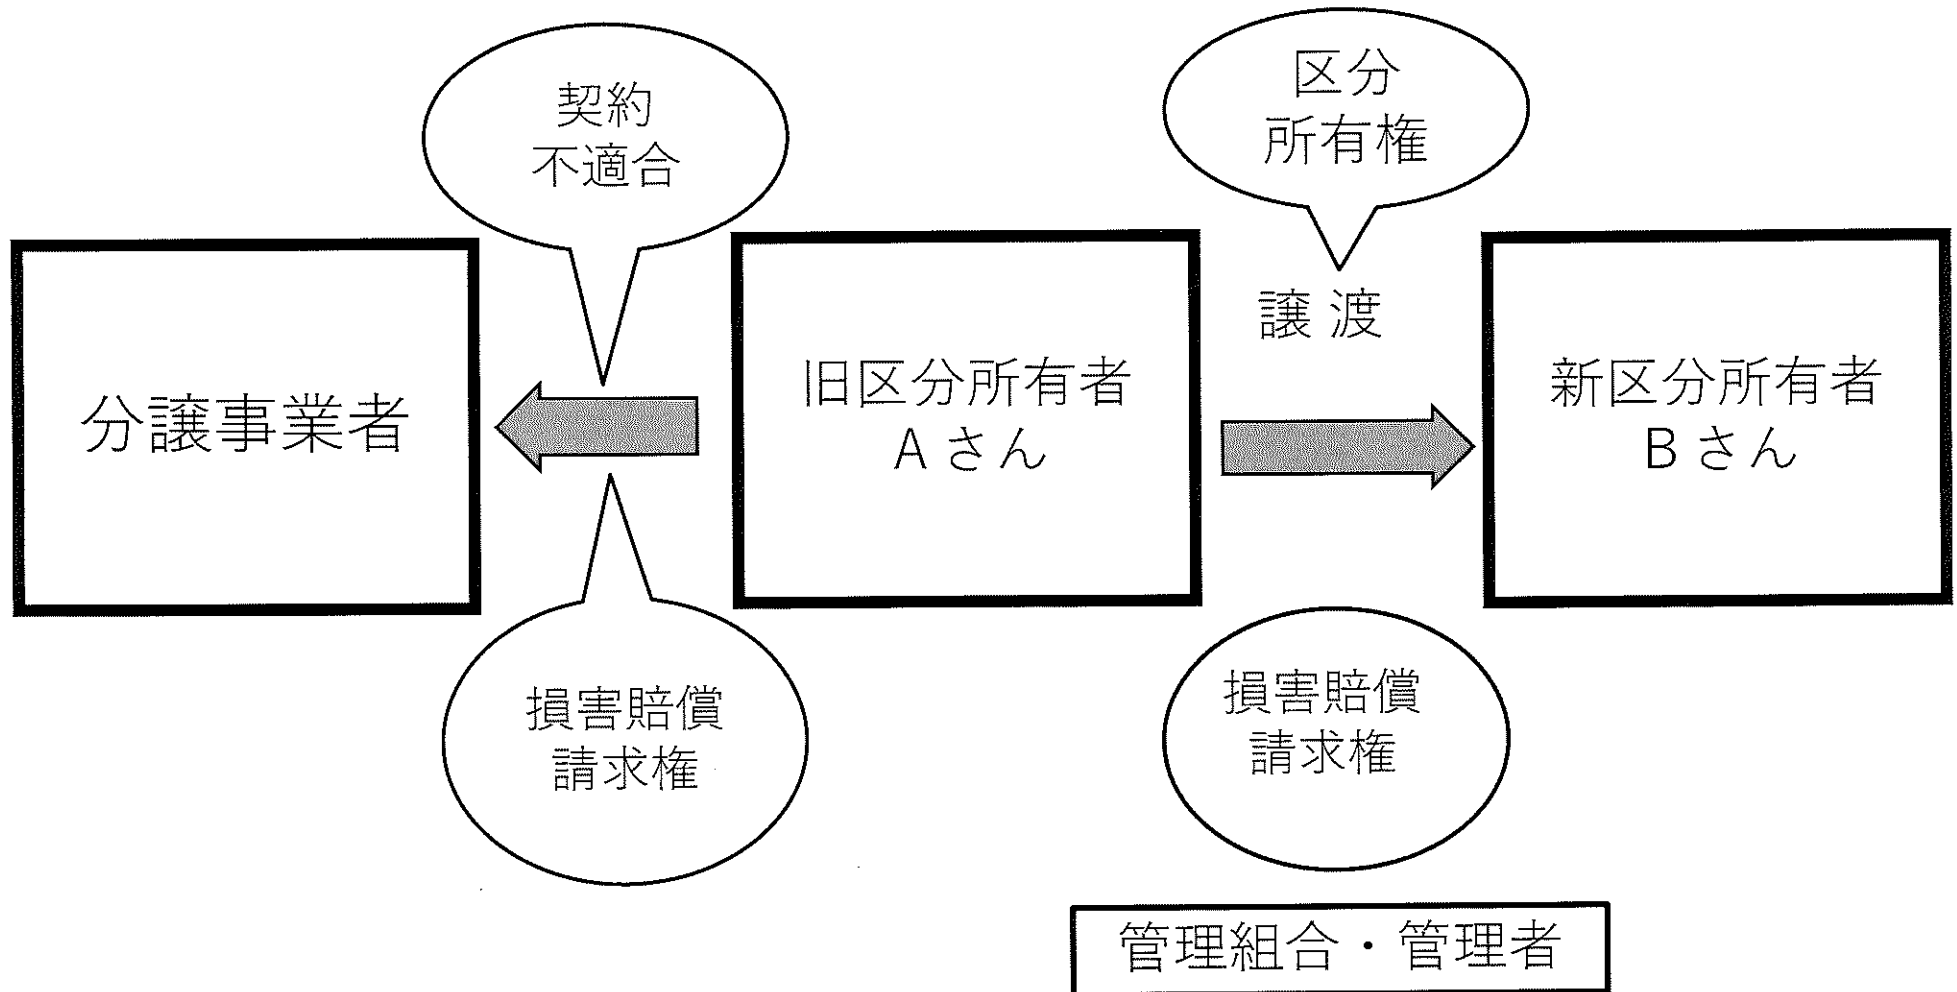 契約
不適合
区分
所有権
分譲事業者
旧区分所有者
Aさん
譲渡
新区分所有者
Bさん
損害賠償
請求権
損害賠償
請求権
管理組合・管理者